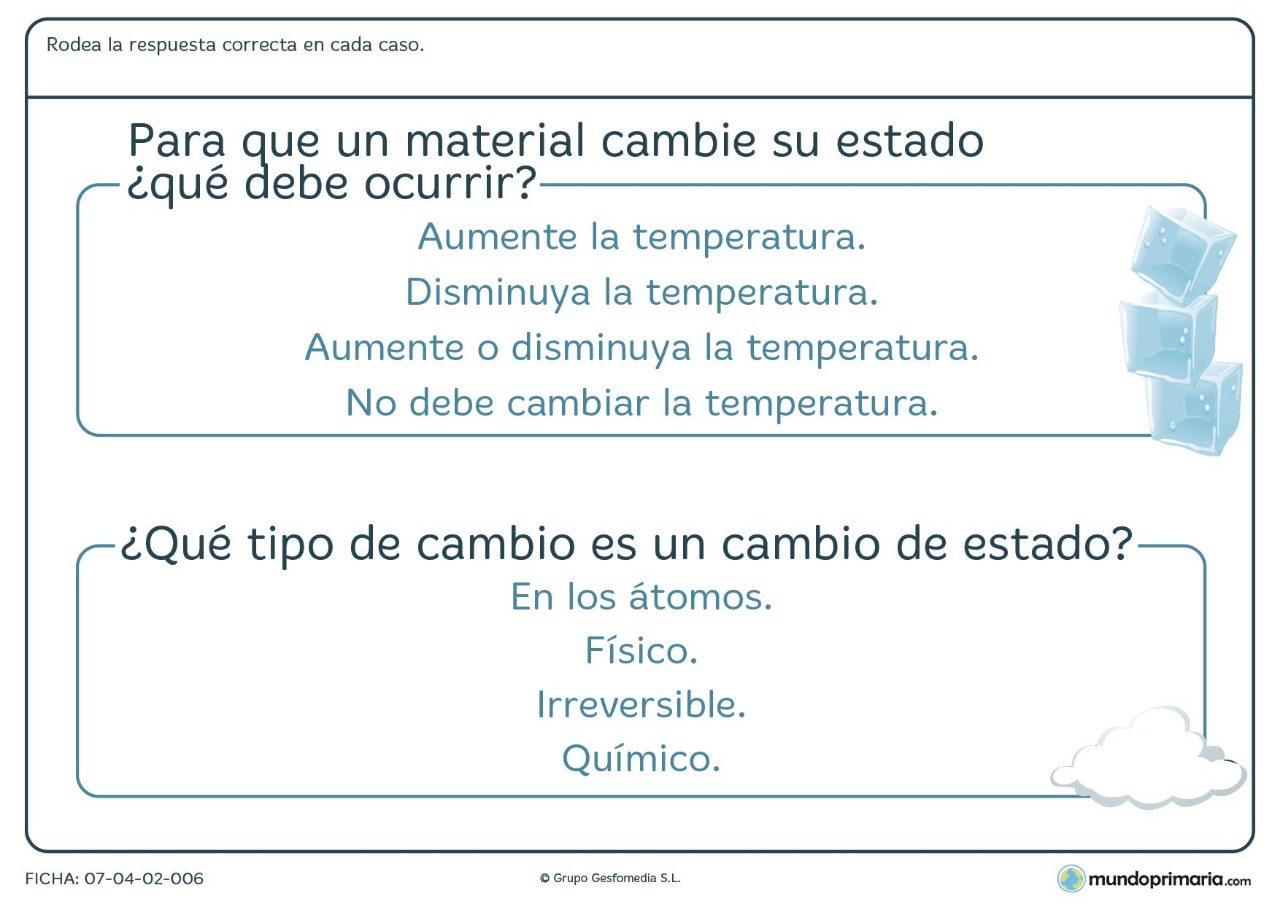 Rodea la respuesta correcta en cada caso.
Para que un material cambie su estado
¿qué debe ocurrir?
Aumente la temperatura.
Disminuya la temperatura.
Aumente o disminuya la temperatura.
No debe cambiar la temperatura.
¿Qué tipo de cambio es un cambio de estado?
En los átomos.
Físico.
Irreversible.
Químico.
FICHA: 07-04-02-006
© Grupo Gesfomedia S.L.
mundoprimaria.com